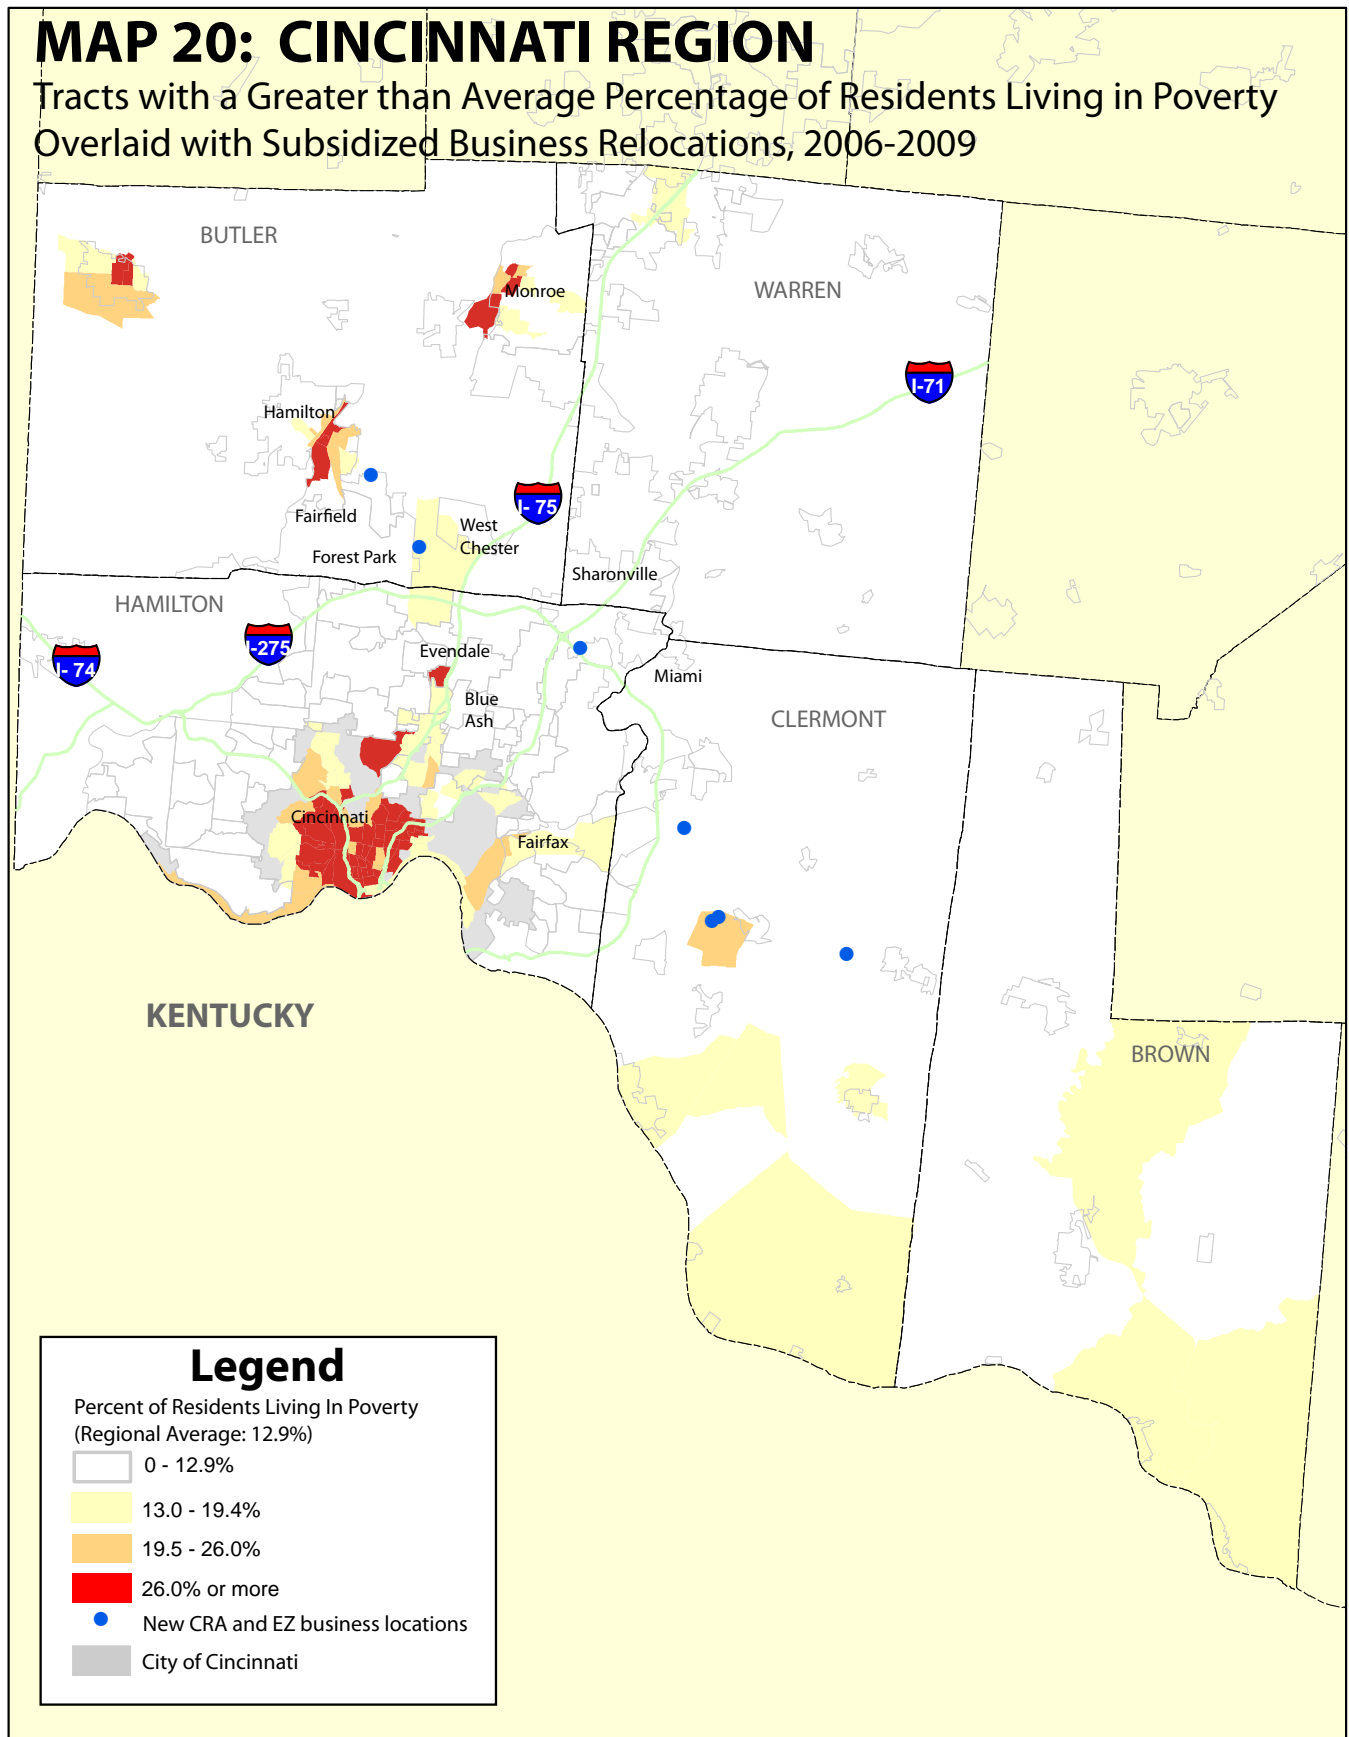 MAP 20: CINCINNATI REGION
Tracts with a Greater than Average Percentage of Residents Living in Poverty
Overlaid with Subsidized Business Relocations, 2006-2009
BUTLER
WARREN
Monroe
I-71
Hamilton
I- 75
Fairfield
West
Chester
Forest Park
Sharonville
HAMILTON
I-275
I- 74
Evendale
Miami
Blue
Ash
CLERMONT
Cincinnati
Fairfax
KENTUCKY
BROWN
Legend
Percent of Residents Living In Poverty
(Regional Average: 12.9%)
0 - 12.9%
13.0 - 19.4%
19.5 - 26.0%
26.0% or more
New CRA and EZ business locations
City of Cincinnati